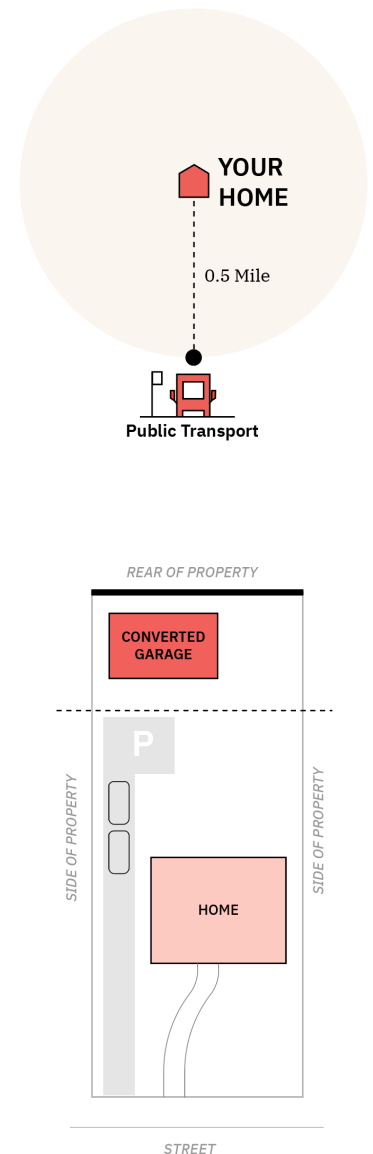 YOUR
HOME
0.5 Mile
Public Transport
REAR OF PROPERTY
CONVERTED
GARAGE
P
SIDE OF PROPERTY
SIDE OF PROPERTY
HOME
STREET